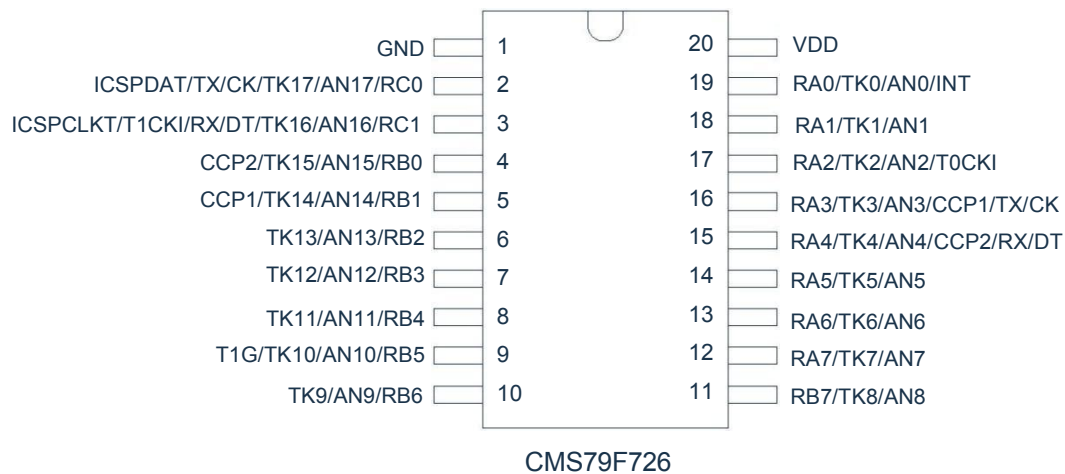 GND 1 20 VDD
ICSPDAT/TX/CK/TK17/AN17/RC0 2 19 RA0/TK0/AN0/INT
ICSPCLKT/T1CKI/RX/DT/TK16/AN16/RC1 3 18 RA1/TK1/AN1
CCP2/TK15/AN15/RB0 4 17 RA2/TK2/AN2/T0CKI
CCP1/TK14/AN14/RB1 5 16 RA3/TK3/AN3/CCP1/TX/CK
TK13/AN13/RB2 6 15 RA4/TK4/AN4/CCP2/RX/DT
TK12/AN12/RB3 7 14 RA5/TK5/AN5
TK11/AN11/RB4 8 13 RA6/TK6/AN6
T1G/TK10/AN10/RB5 9 12 RA7/TK7/AN7
TK9/AN9/RB6 10 11 RB7/TK8/AN8
CMS79F726